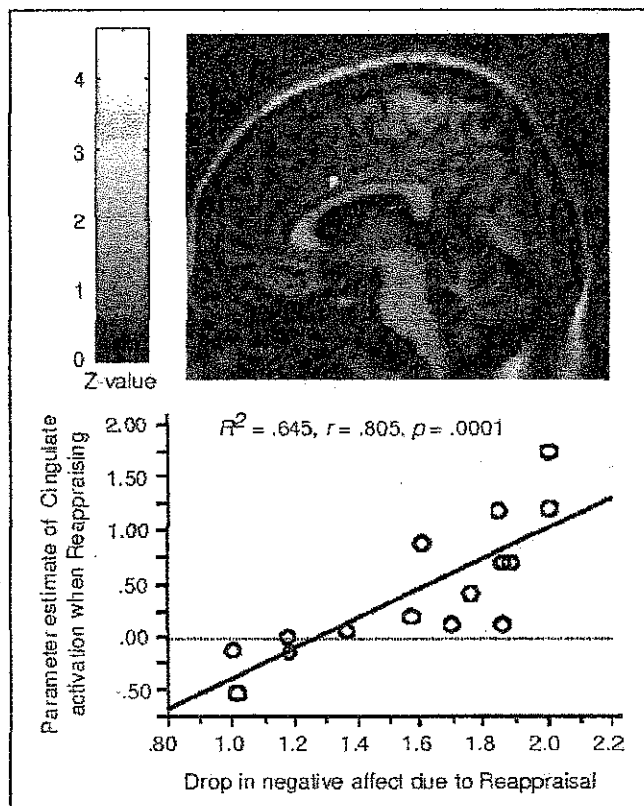 4
3
2
1
0
Z-value
R² = .645, r = .805, p = .0001
Parameter estimate of Cingulate
activation when Reappraising
2.00
1.50
1.00
.50
.00
-.50
.80 1.0 1.2 1.4 1.6 1.8 2.0 2.2
Drop in negative affect due to Reappraisal